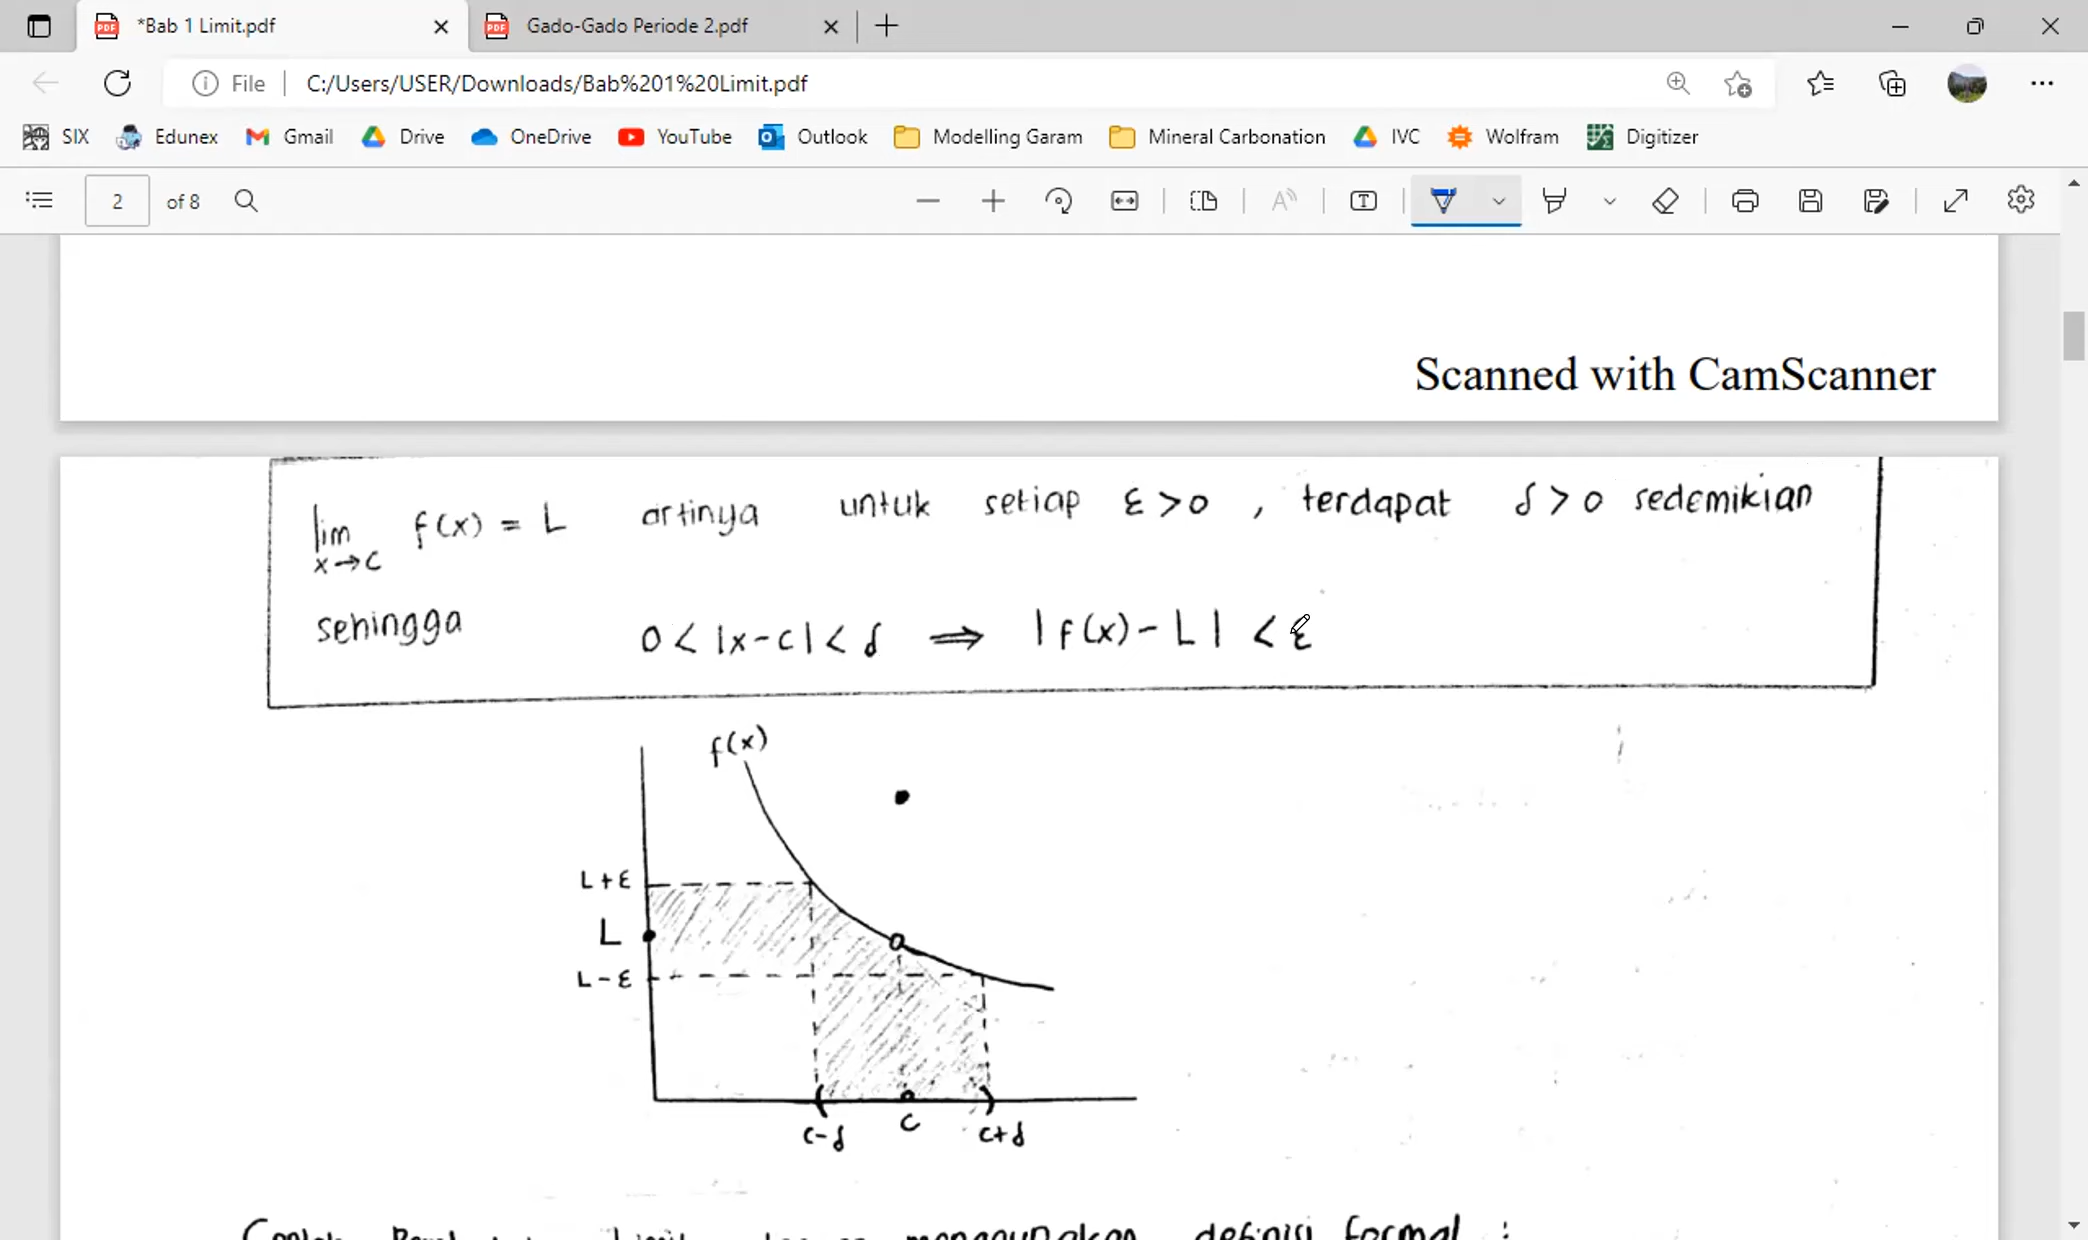 *Bab 1 Limit.pdf
Gado-Gado Periode 2.pdf
File
C:/Users/USER/Downloads/Bab%201%20Limit.pdf
SIX Edunex Gmail Drive OneDrive YouTube Outlook Modelling Garam Mineral Carbonation IVC Wolfram Digitizer
2 of 8
Scanned with CamScanner
lim f(x) = L artinya untuk setiap ε > 0 , terdapat δ > 0 sedemikian
x→c
sehingga 0 < |x-c| < δ ⇒ |f(x) - L| < ε
f(x)
L+ε
L
L-ε
c-δ c c+δ
Limit menggunakan definisi formal :